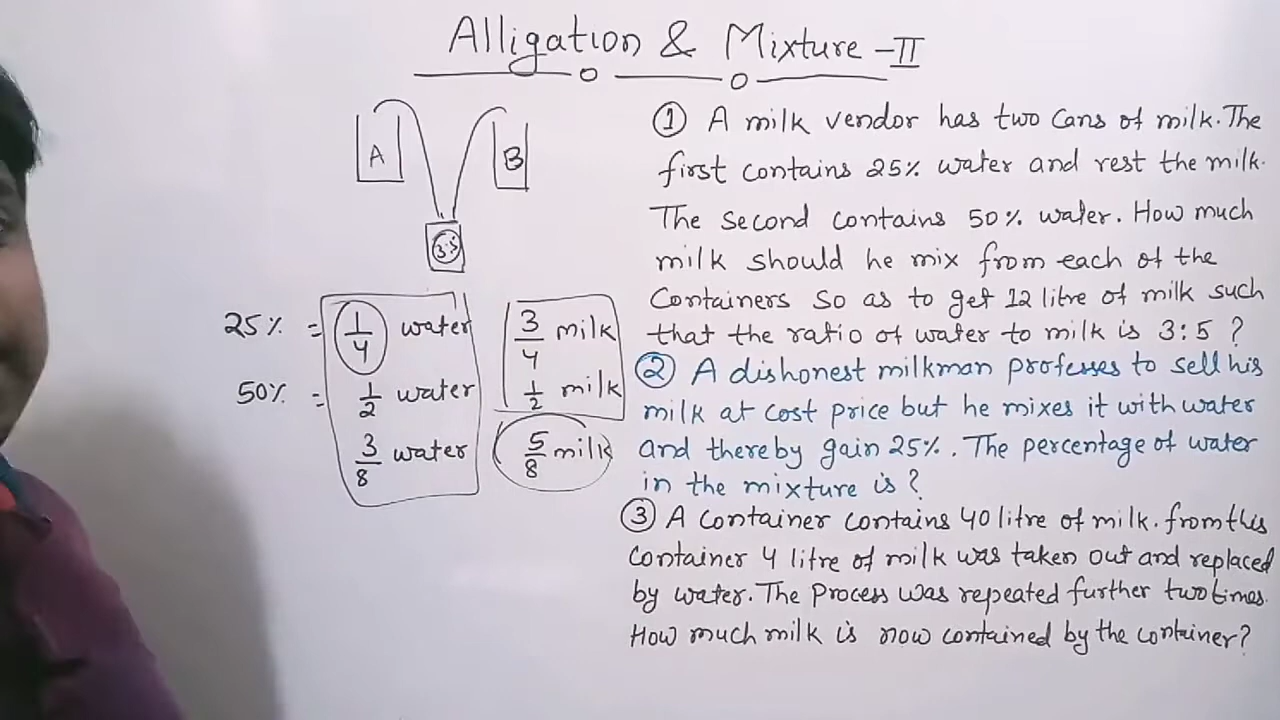 Alligation & Mixture -II
A
B
3:5
25% = 1/4 water 3/4 milk
50% = 1/2 water 1/2 milk
3/8 water 5/8 milk
① A milk vendor has two cans of milk. The
first contains 25% water and rest the milk.
The second contains 50% water. How much
milk should he mix from each of the
Containers so as to get 12 litre of milk such
that the ratio of water to milk is 3:5 ?
② A dishonest milkman professes to sell his
milk at cost price but he mixes it with water
and thereby gain 25%. The percentage of water
in the mixture is ?
③ A Container contains 40 litre of milk. from this
Container 4 litre of milk was taken out and replaced
by water. The Process was repeated further two times.
How much milk is now contained by the container?